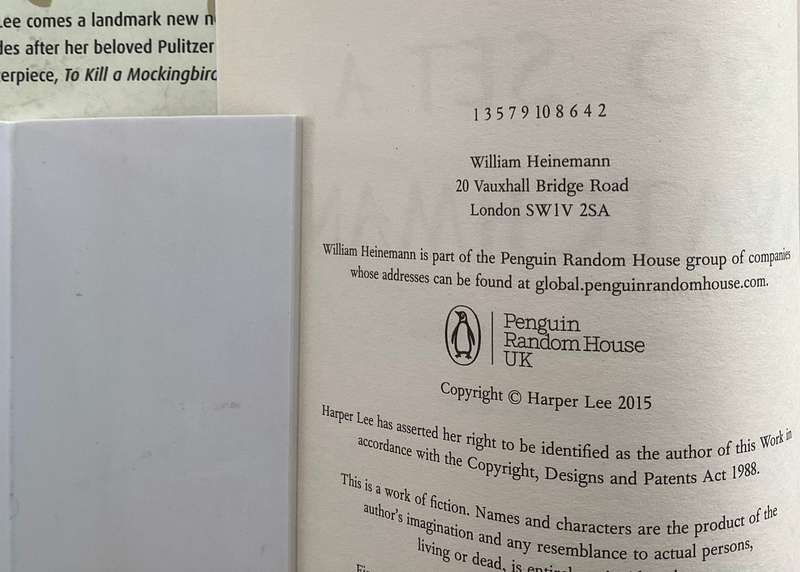 Lee comes a landmark new
after her beloved Pulitzer
To Kill a
1 3 5 7 9 10 8 6 4 2
William Heinemann
20 Vauxhall Bridge Road
London SW1V 2SA
William Heinemann is part of the Penguin Random House group of companies
whose addresses can be found at global.penguinrandomhouse.com.
Penguin
Random House
UK
Copyright © Harper Lee 2015
Harper Lee has asserted her right to be identified as the author of this Work in
accordance with the Copyright, Designs and Patents Act 1988.
This is a work of fiction. Names and characters are the product of the
author's imagination and any resemblance to actual persons,
living or dead, is